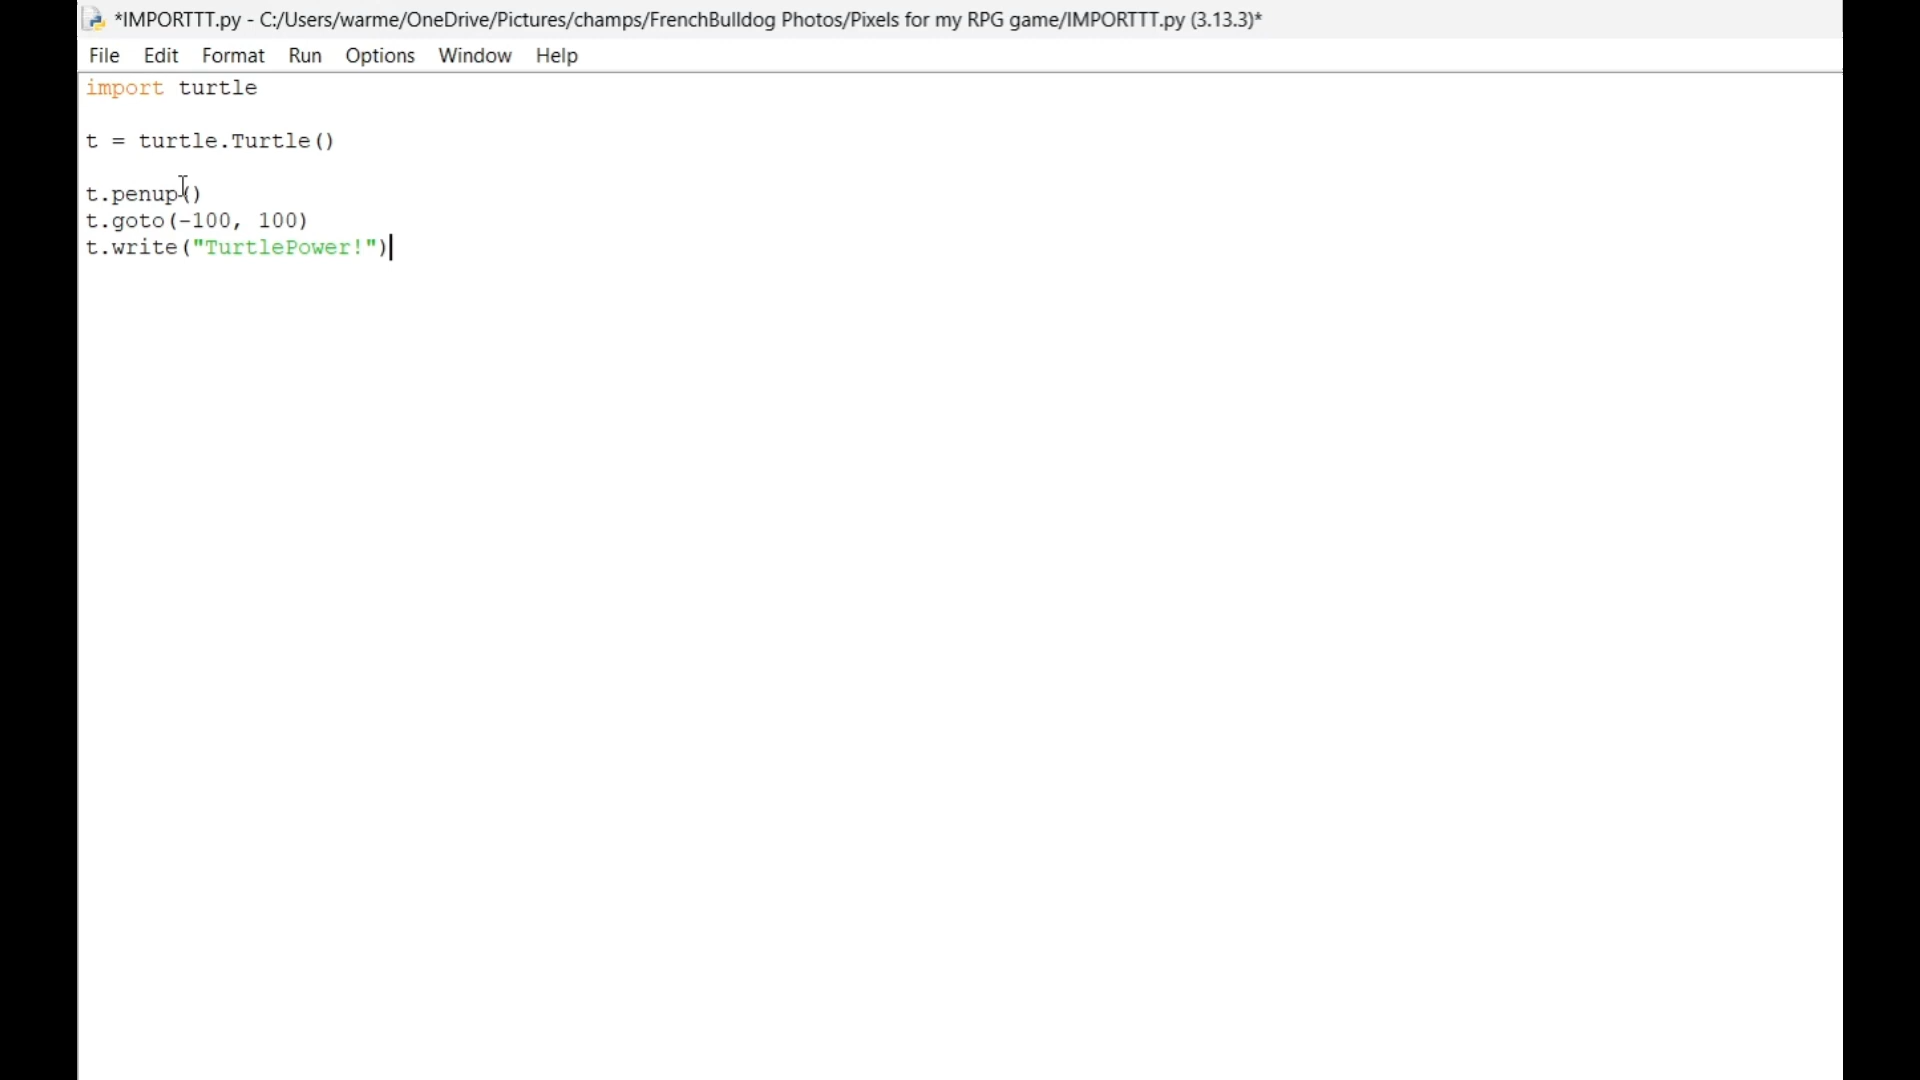 *IMPORTTT.py - C:/Users/warme/OneDrive/Pictures/champs/FrenchBulldog Photos/Pixels for my RPG game/IMPORTTT.py (3.13.3)*
File Edit Format Run Options Window Help
import turtle
t = turtle.Turtle()
t.penup()
t.goto(-100, 100)
t.write("TurtlePower!")